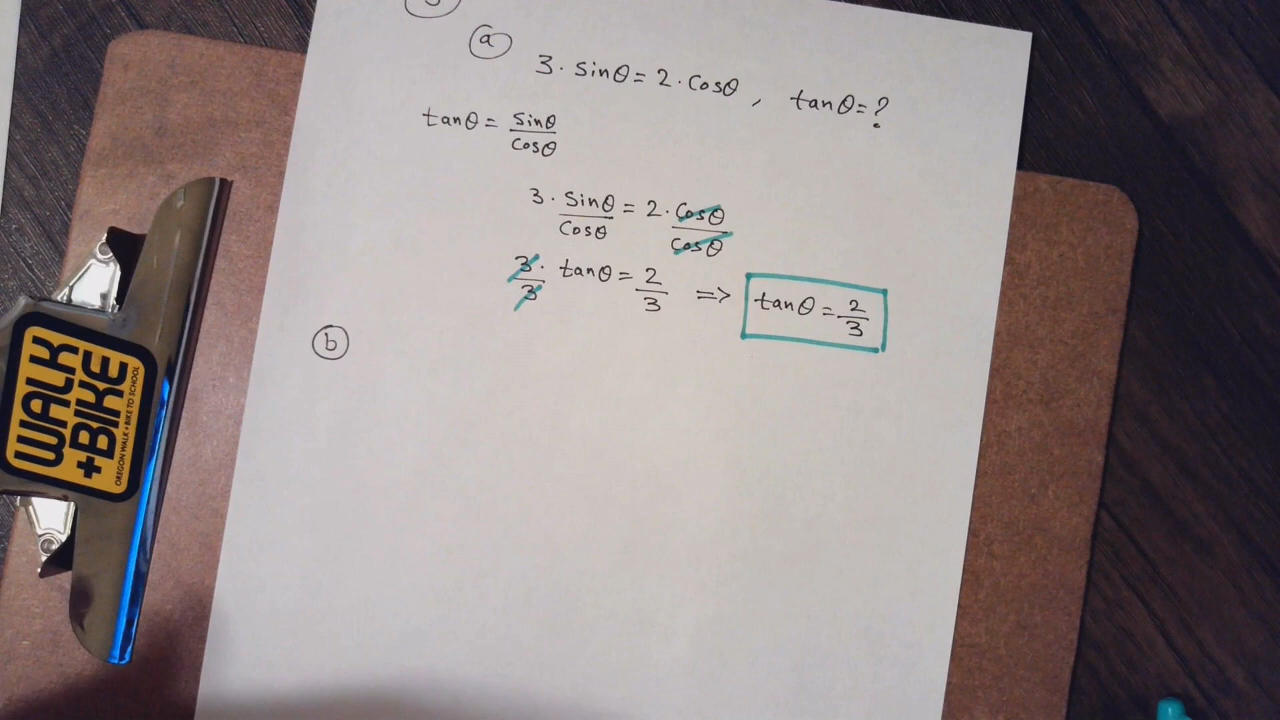 a
3. sinθ = 2. cosθ, tanθ = ?
tanθ = sinθ/cosθ
3. sinθ/cosθ = 2. cosθ/cosθ
3/3. tanθ = 2/3 => tanθ = 2/3
b
WALK
+BIKE
OREGON WALK+BIKE TO SCHOOL